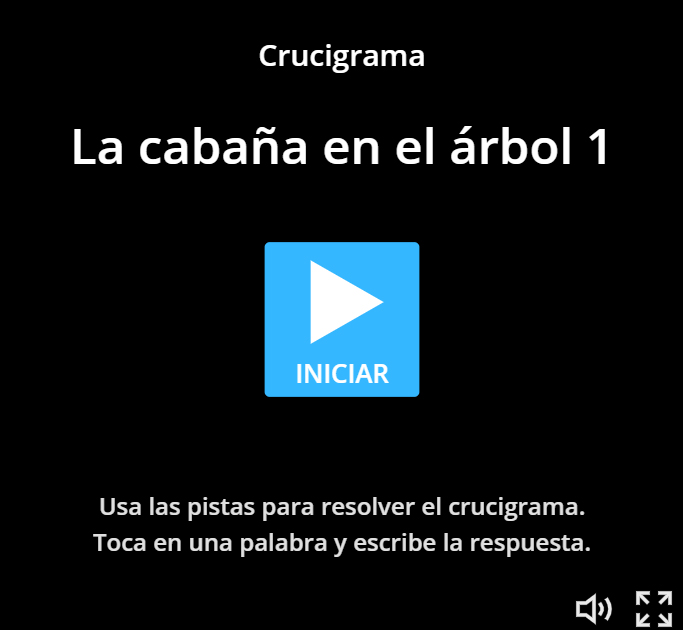 Crucigrama
La cabaña en el árbol 1
INICIAR
Usa las pistas para resolver el crucigrama.
Toca en una palabra y escribe la respuesta.